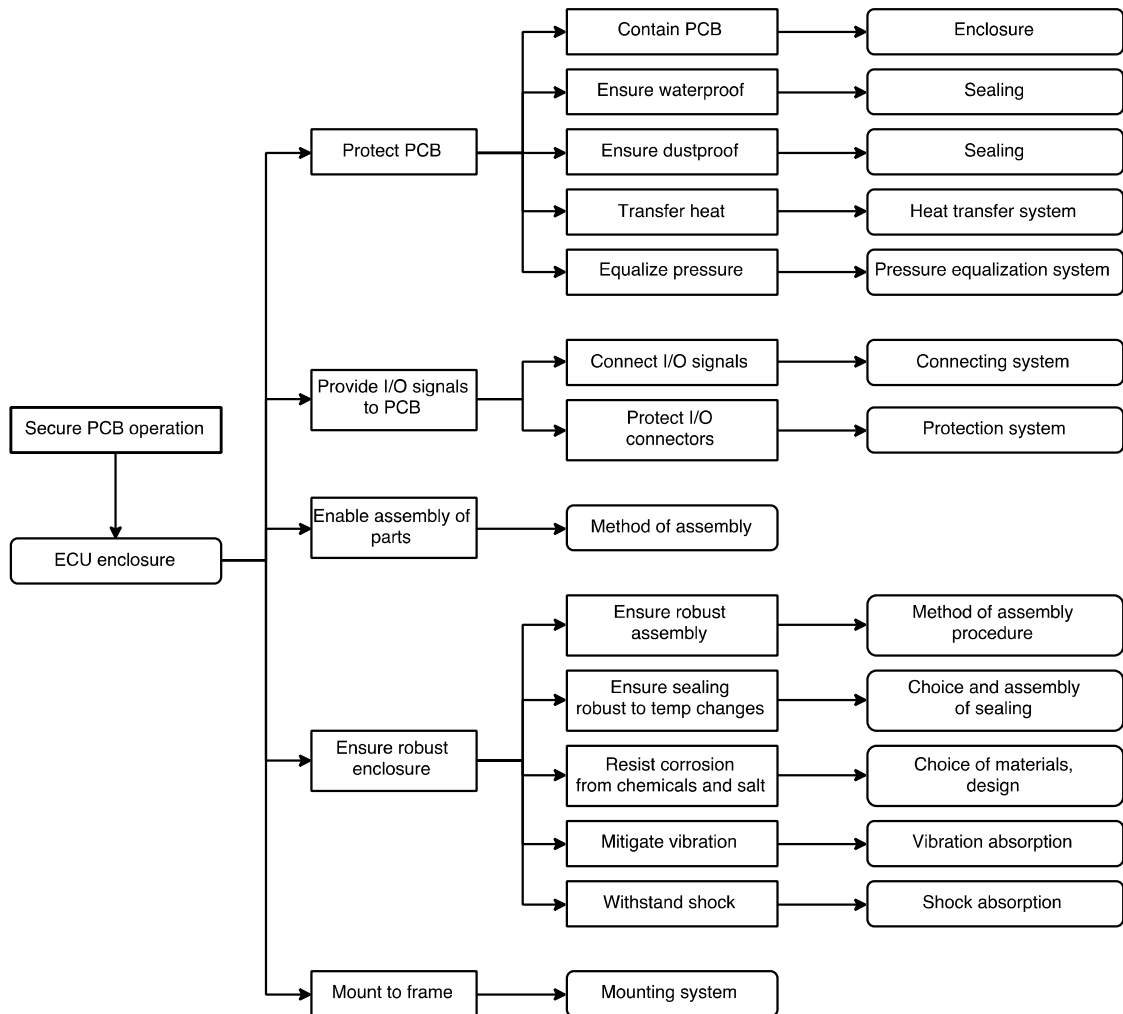 Contain PCB
Enclosure
Ensure waterproof
Sealing
Protect PCB
Ensure dustproof
Sealing
Transfer heat
Heat transfer system
Equalize pressure
Pressure equalization system
Provide I/O signals
to PCB
Connect I/O signals
Connecting system
Protect I/O
connectors
Protection system
Secure PCB operation
ECU enclosure
Enable assembly of
parts
Method of assembly
Ensure robust
assembly
Method of assembly
procedure
Ensure sealing
robust to temp changes
Choice and assembly
of sealing
Ensure robust
enclosure
Resist corrosion
from chemicals and salt
Choice of materials,
design
Mitigate vibration
Vibration absorption
Withstand shock
Shock absorption
Mount to frame
Mounting system